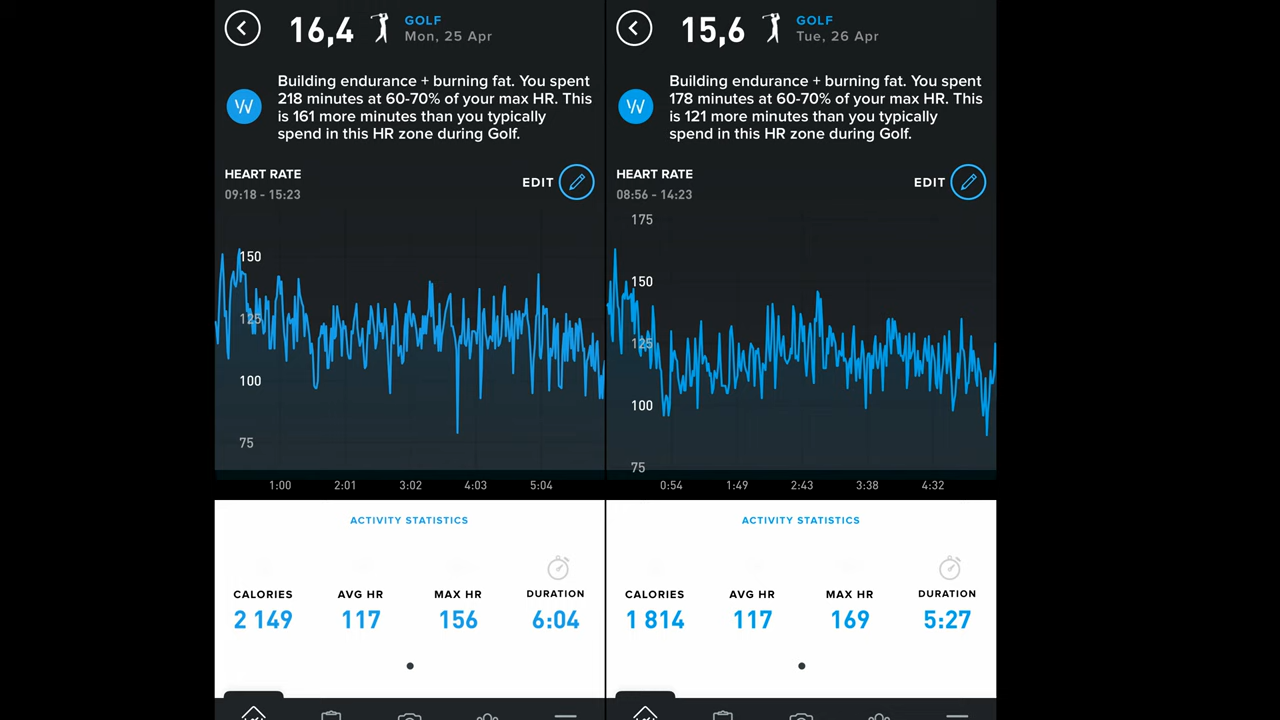 16,4
GOLF
Mon, 25 Apr
Building endurance + burning fat. You spent
218 minutes at 60-70% of your max HR. This
is 161 more minutes than you typically
spend in this HR zone during Golf.
HEART RATE
09:18 - 15:23
EDIT
150
125
100
75
1:00 2:01 3:02 4:03 5:04
ACTIVITY STATISTICS
CALORIES AVG HR MAX HR DURATION
2 149 117 156 6:04
15,6
GOLF
Tue, 26 Apr
Building endurance + burning fat. You spent
178 minutes at 60-70% of your max HR. This
is 121 more minutes than you typically
spend in this HR zone during Golf.
HEART RATE
08:56 - 14:23
EDIT
175
150
125
100
75
0:54 1:49 2:43 3:38 4:32
ACTIVITY STATISTICS
CALORIES AVG HR MAX HR DURATION
1 814 117 169 5:27